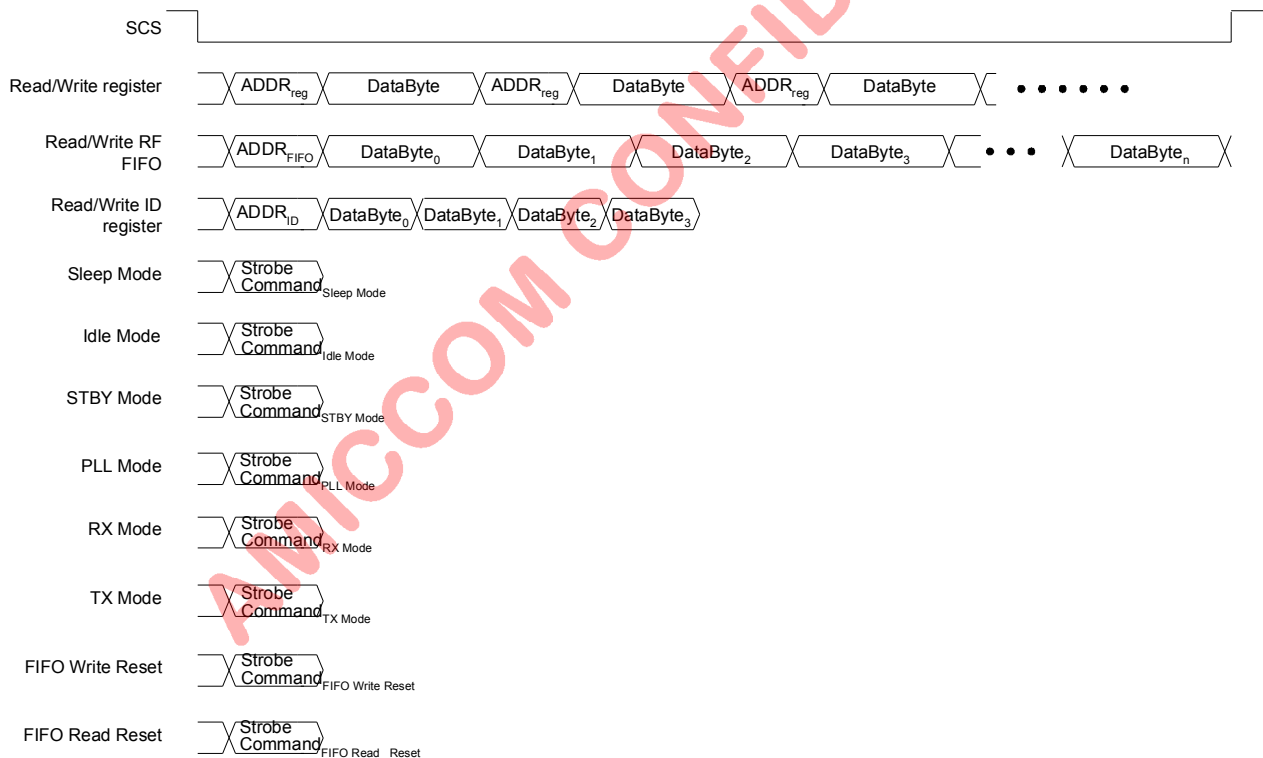 SCS
Read/Write register
ADDRreg DataByte ADDRreg DataByte ADDRreg DataByte
Read/Write RF
FIFO
ADDRFIFO DataByte0 DataByte1 DataByte2 DataByte3 DataByten
Read/Write ID
register
ADDRID DataByte0 DataByte1 DataByte2 DataByte3
Sleep Mode
Strobe
CommandSleep Mode
Idle Mode
Strobe
CommandIdle Mode
STBY Mode
Strobe
CommandSTBY Mode
PLL Mode
Strobe
CommandPLL Mode
RX Mode
Strobe
CommandRX Mode
TX Mode
Strobe
CommandTX Mode
FIFO Write Reset
Strobe
CommandFIFO Write Reset
FIFO Read Reset
Strobe
CommandFIFO Read Reset
AMICCOM CONFID